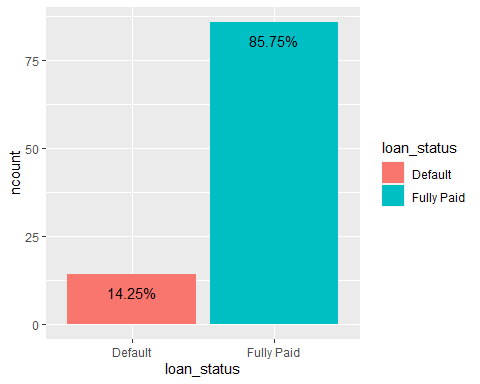 ncount
75
50
25
0
85.75%
14.25%
Default
Fully Paid
loan_status
loan_status
Default
Fully Paid